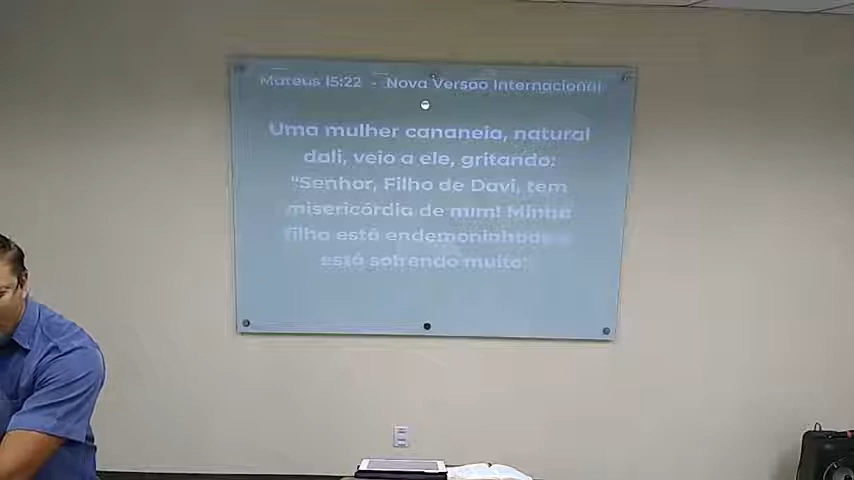 Mateus 15:22 - Nova Versão Internacional
Uma mulher cananeia, natural
dali, veio a ele, gritando:
"Senhor, Filho de Davi, tem
misericórdia de mim! Minha
filha está endemoninhada e
está sofrendo muito"